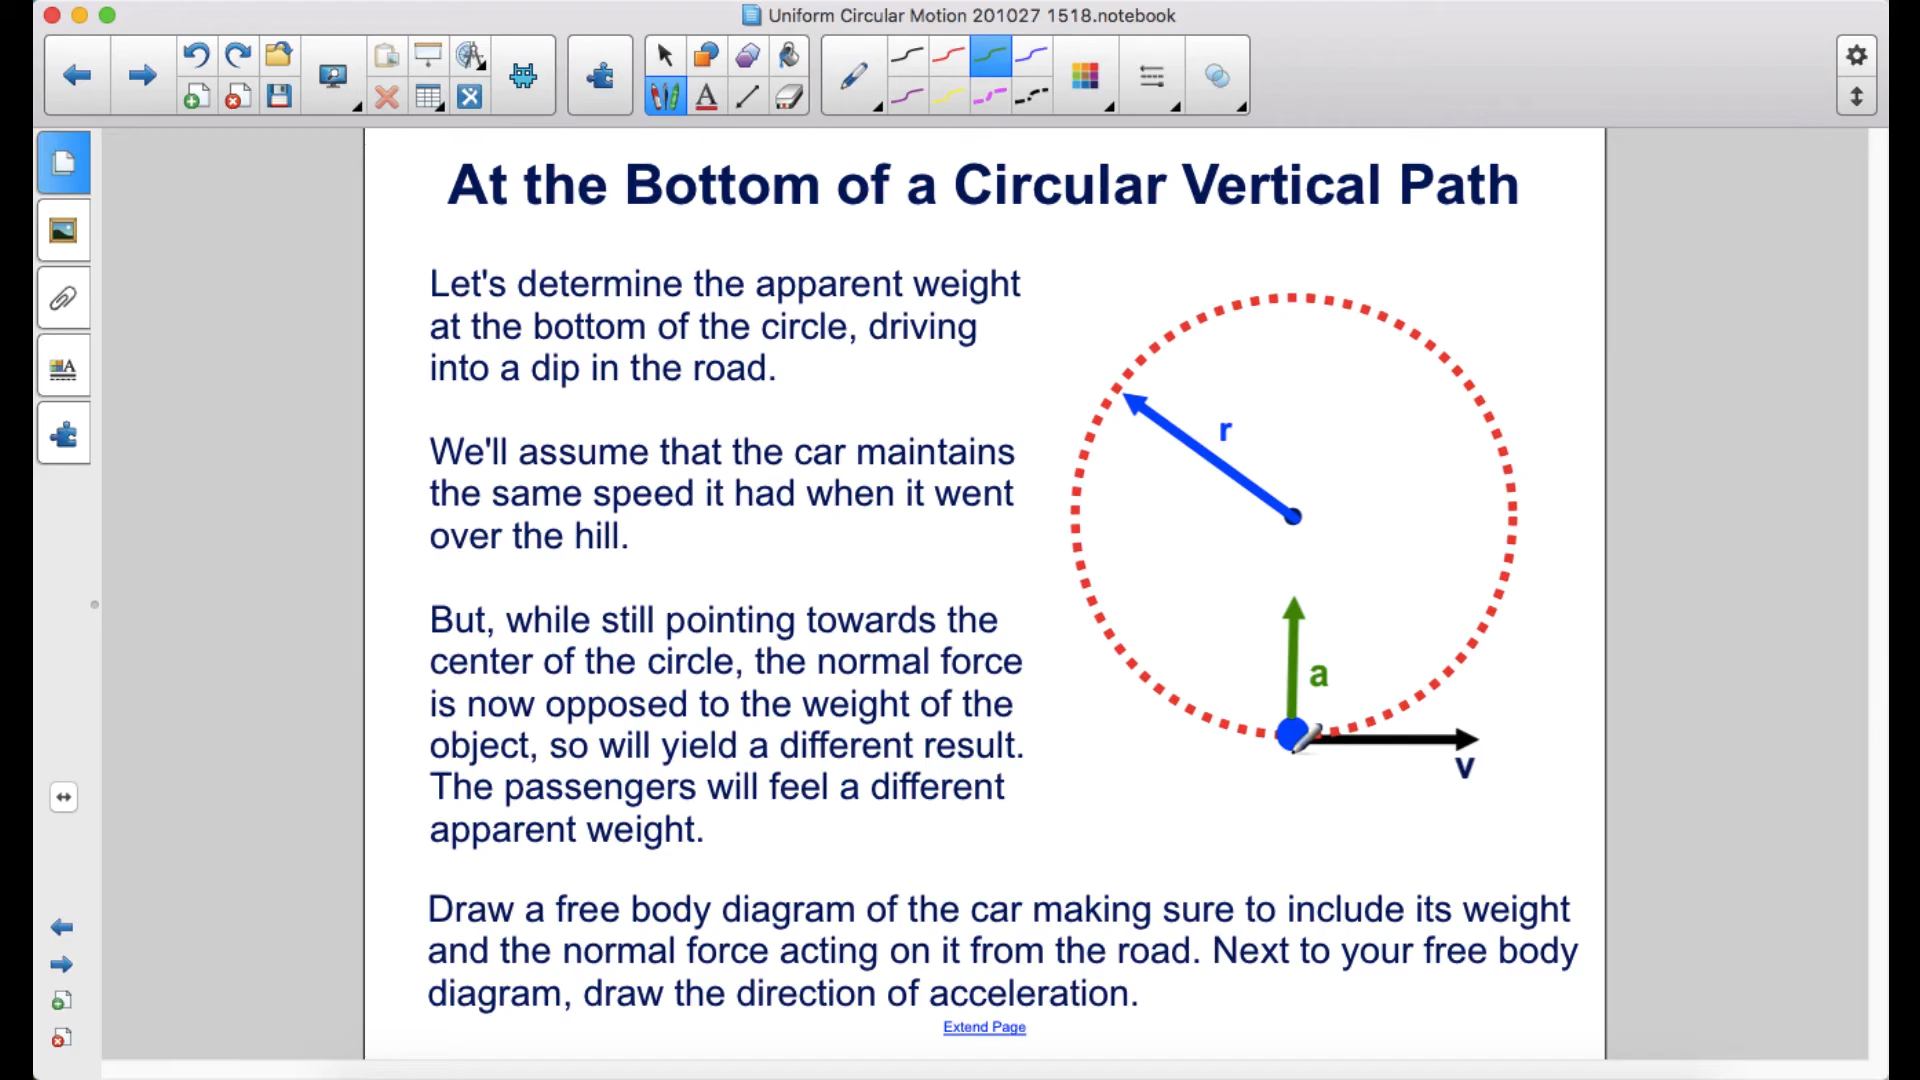 Uniform Circular Motion 201027 1518.notebook
At the Bottom of a Circular Vertical Path
Let's determine the apparent weight
at the bottom of the circle, driving
into a dip in the road.
We'll assume that the car maintains
the same speed it had when it went
over the hill.
But, while still pointing towards the
center of the circle, the normal force
is now opposed to the weight of the
object, so will yield a different result.
The passengers will feel a different
apparent weight.
r
a
v
Draw a free body diagram of the car making sure to include its weight
and the normal force acting on it from the road. Next to your free body
diagram, draw the direction of acceleration.
Extend Page